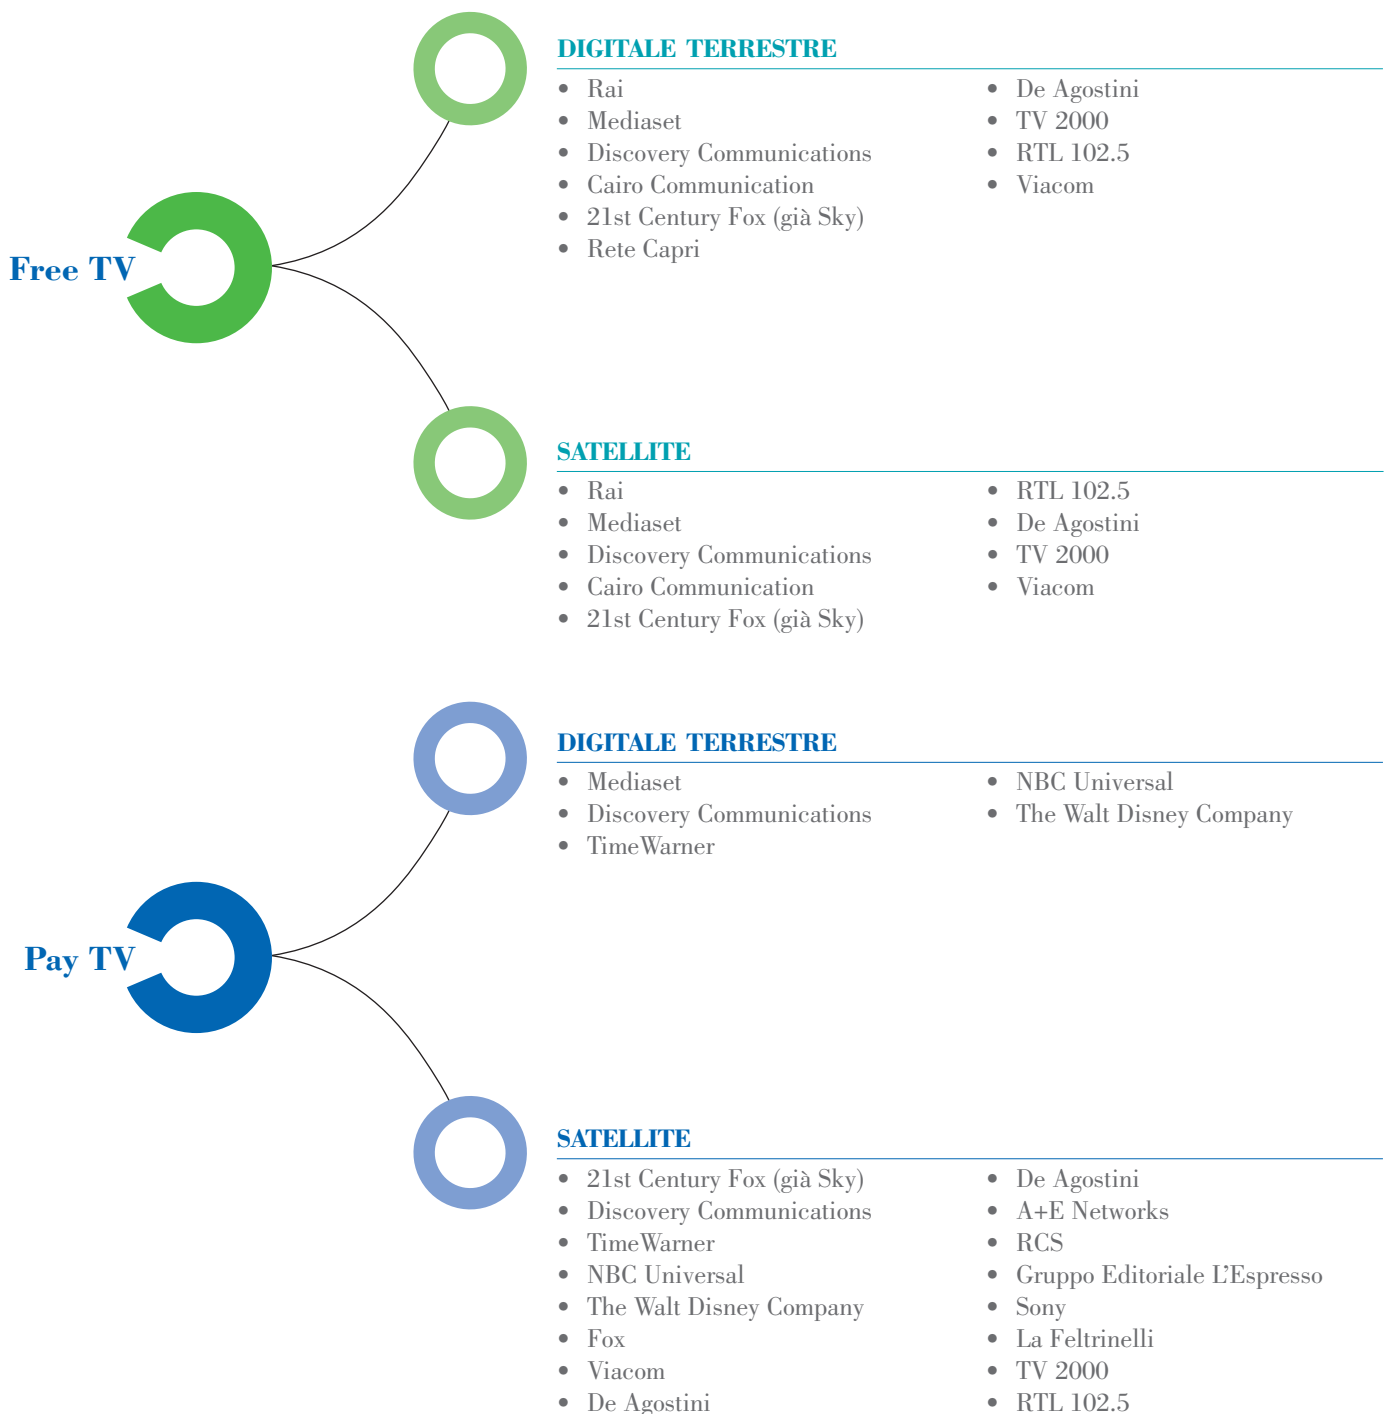 Free TV
DIGITALE TERRESTRE
• Rai
• Mediaset
• Discovery Communications
• Cairo Communication
• 21st Century Fox (già Sky)
• Rete Capri
• De Agostini
• TV 2000
• RTL 102.5
• Viacom
SATELLITE
• Rai
• Mediaset
• Discovery Communications
• Cairo Communication
• 21st Century Fox (già Sky)
• RTL 102.5
• De Agostini
• TV 2000
• Viacom
Pay TV
DIGITALE TERRESTRE
• Mediaset
• Discovery Communications
• TimeWarner
• NBC Universal
• The Walt Disney Company
SATELLITE
• 21st Century Fox (già Sky)
• Discovery Communications
• TimeWarner
• NBC Universal
• The Walt Disney Company
• Fox
• Viacom
• De Agostini
• De Agostini
• A+E Networks
• RCS
• Gruppo Editoriale L'Espresso
• Sony
• La Feltrinelli
• TV 2000
• RTL 102.5